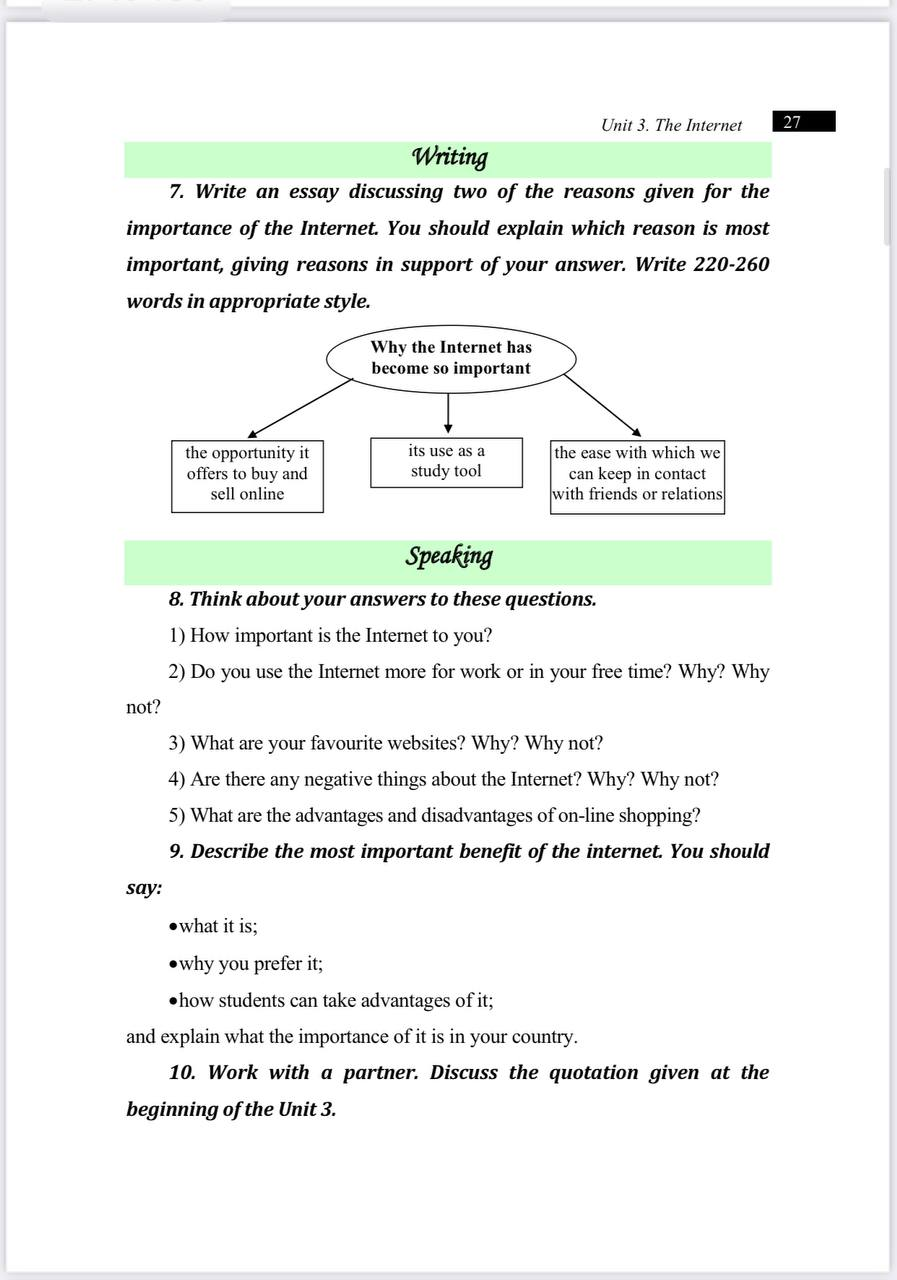 Unit 3. The Internet 27
Writing
7. Write an essay discussing two of the reasons given for the
importance of the Internet. You should explain which reason is most
important, giving reasons in support of your answer. Write 220-260
words in appropriate style.
Why the Internet has
become so important
the opportunity it
offers to buy and
sell online
its use as a
study tool
the ease with which we
can keep in contact
with friends or relations
Speaking
8. Think about your answers to these questions.
1) How important is the Internet to you?
2) Do you use the Internet more for work or in your free time? Why? Why
not?
3) What are your favourite websites? Why? Why not?
4) Are there any negative things about the Internet? Why? Why not?
5) What are the advantages and disadvantages of on-line shopping?
9. Describe the most important benefit of the internet. You should
say:
•what it is;
•why you prefer it;
•how students can take advantages of it;
and explain what the importance of it is in your country.
10. Work with a partner. Discuss the quotation given at the
beginning of the Unit 3.